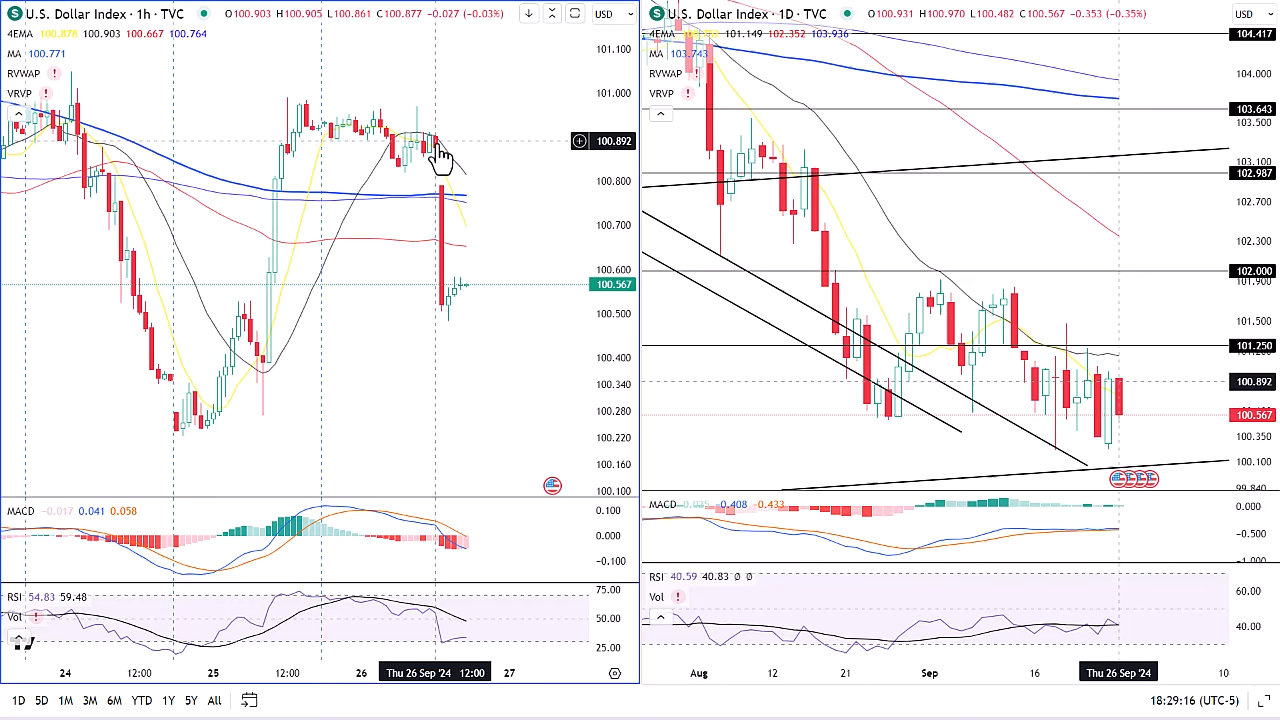 U.S. Dollar Index · 1h · TVC O100.903 H100.905 L100.861 C100.877 −0.027 (−0.03%) USD
4EMA 100.878 100.903 100.667 100.764
MA 100.771
RVWAP !
VRVP !
101.100
101.000
100.892
100.800
100.700
100.600
100.567
100.500
100.400
100.340
100.280
100.220
100.160
100.100
MACD −0.017 0.041 0.058
0.100
0.000
−0.100
RSI 54.83 59.48
Vol !
75.00
50.00
25.00
24 12:00 25 12:00 26 Thu 26 Sep '24 12:00 27
U.S. Dollar Index · 1D · TVC O100.931 H100.970 L100.482 C100.567 −0.353 (−0.35%) USD
4EMA 101.149 102.352 103.936
MA 103.743
RVWAP !
VRVP !
104.417
104.000
103.643
103.500
103.100
102.987
102.700
102.300
102.000
101.900
101.500
101.250
100.892
100.567
100.350
100.100
99.840
MACD 0.025 −0.408 −0.433
0.000
−0.500
−1.000
RSI 40.59 40.83 Ø Ø
Vol !
60.00
40.00
Aug 12 21 Sep 16 Thu 26 Sep '24 10
1D 5D 1M 3M 6M YTD 1Y 5Y All 18:29:16 (UTC-5)